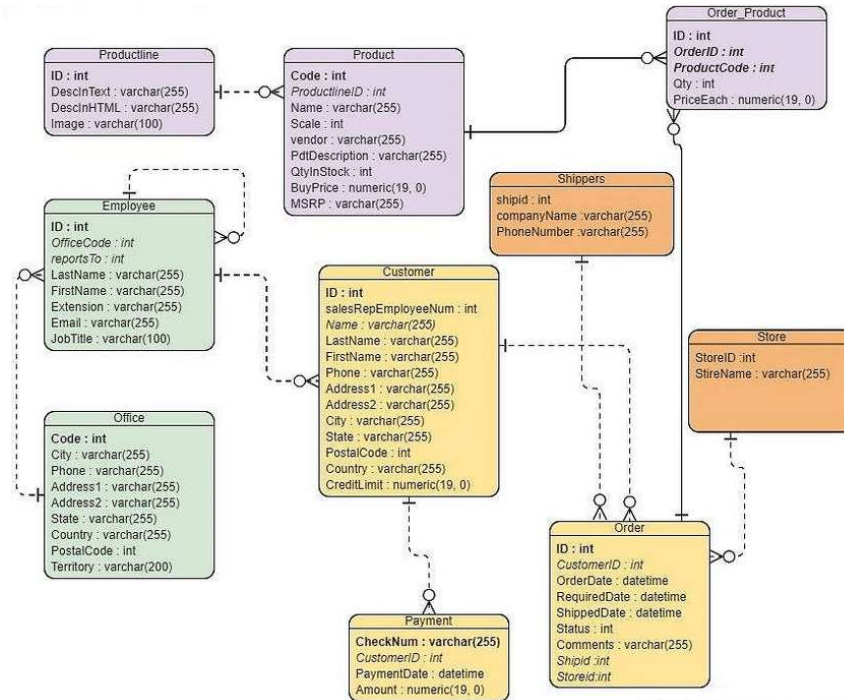 Productline
ID : int
DescInText : varchar(255)
DescInHTML : varchar(255)
Image : varchar(100)
Product
Code : int
ProductlineID : int
Name : varchar(255)
Scale : int
vendor : varchar(255)
PdtDescription : varchar(255)
QtyInStock : int
BuyPrice : numeric(19, 0)
MSRP : varchar(255)
Order_Product
ID : int
OrderID : int
ProductCode : int
Qty : int
PriceEach : numeric(19, 0)
Employee
ID : int
OfficeCode : int
reportsTo : int
LastName : varchar(255)
FirstName : varchar(255)
Extension : varchar(255)
Email : varchar(255)
JobTitle : varchar(100)
Shippers
shipid : int
companyName :varchar(255)
PhoneNumber :varchar(255)
Customer
ID : int
salesRepEmployeeNum : int
Name : varchar(255)
LastName : varchar(255)
FirstName : varchar(255)
Phone : varchar(255)
Address1 : varchar(255)
Address2 : varchar(255)
City : varchar(255)
State : varchar(255)
PostalCode : int
Country : varchar(255)
CreditLimit : numeric(19, 0)
Store
StoreID :int
StireName : varchar(255)
Office
Code : int
City : varchar(255)
Phone : varchar(255)
Address1 : varchar(255)
Address2 : varchar(255)
State : varchar(255)
Country : varchar(255)
PostalCode : int
Territory : varchar(200)
Order
ID : int
CustomerID : int
OrderDate : datetime
RequiredDate : datetime
ShippedDate : datetime
Status : int
Comments : varchar(255)
Shipid :int
Storeid:int
Payment
CheckNum : varchar(255)
CustomerID : int
PaymentDate : datetime
Amount : numeric(19, 0)